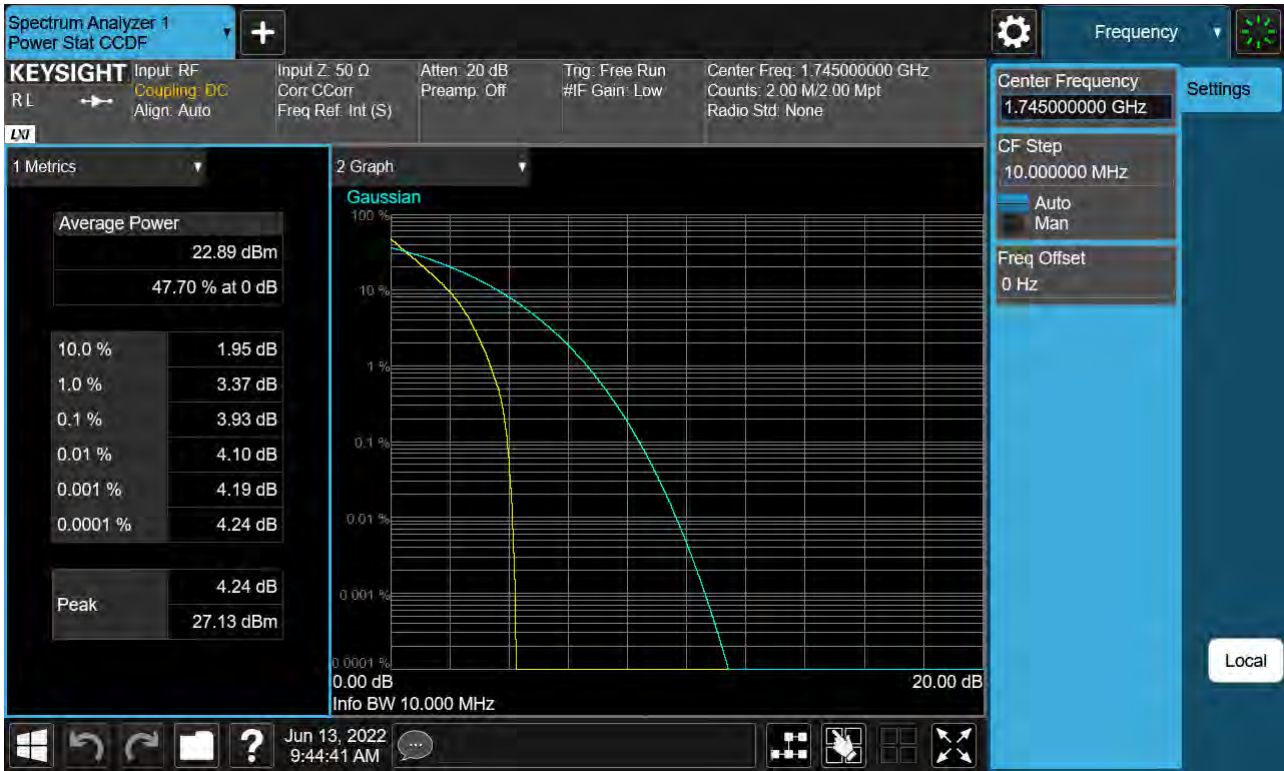 Spectrum Analyzer 1
Power Stat CCDF
Frequency
KEYSIGHT
R L
LXI
Input: RF
Coupling: DC
Align: Auto
Input Z: 50 Ω
Corr CCorr
Freq Ref: Int (S)
Atten: 20 dB
Preamp: Off
Trig: Free Run
#IF Gain: Low
Center Freq: 1.745000000 GHz
Counts: 2.00 M/2.00 Mpt
Radio Std: None
Center Frequency
1.745000000 GHz
Settings
CF Step
10.000000 MHz
Auto
Man
Freq Offset
0 Hz
1 Metrics
Average Power
22.89 dBm
47.70 % at 0 dB
10.0 % 1.95 dB
1.0 % 3.37 dB
0.1 % 3.93 dB
0.01 % 4.10 dB
0.001 % 4.19 dB
0.0001 % 4.24 dB
Peak
4.24 dB
27.13 dBm
2 Graph
Gaussian
100 %
10 %
1 %
0.1 %
0.01 %
0.001 %
0.0001 %
0.00 dB 20.00 dB
Info BW 10.000 MHz
Local
?
Jun 13, 2022
9:44:41 AM